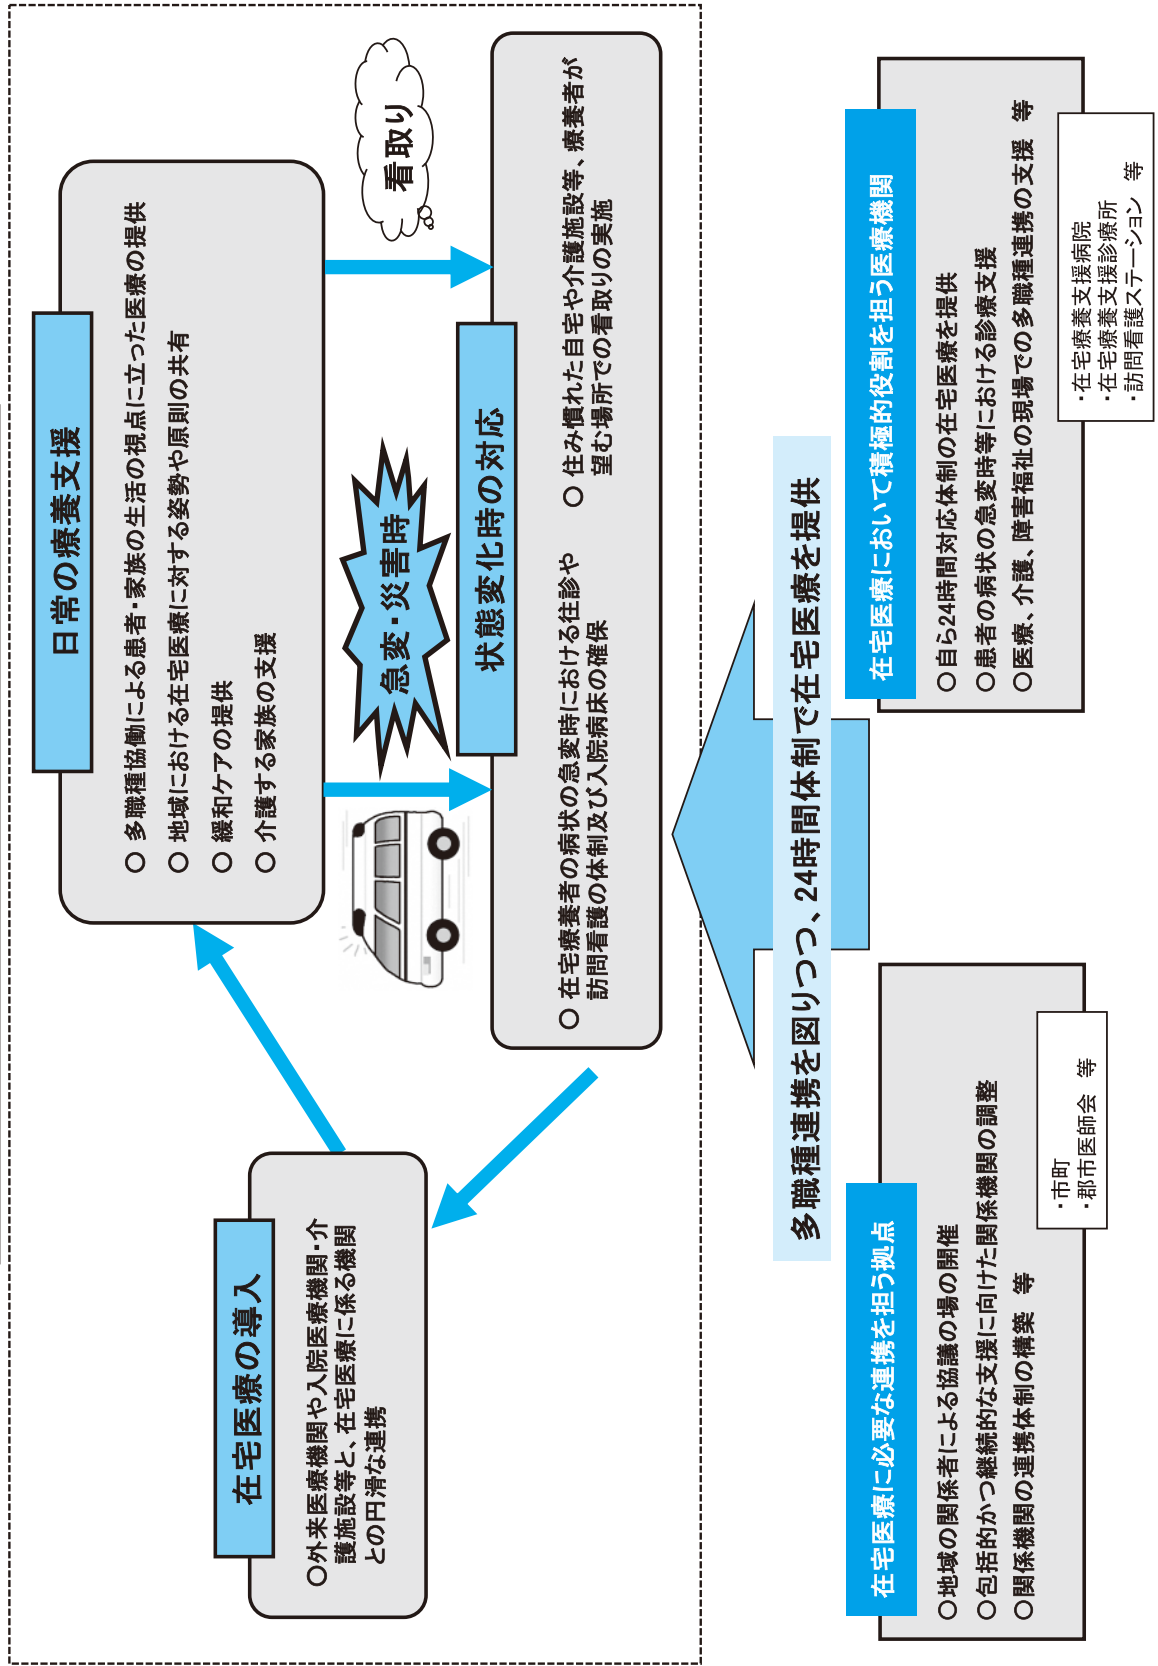 在宅医療の導入
○外来医療機関や入院医療機関・介
護施設等と、在宅医療に係る機関
との円滑な連携
日常の療養支援
○ 多職種協働による患者・家族の生活の視点に立った医療の提供
○ 地域における在宅医療に対する姿勢や原則の共有
○ 緩和ケアの提供
○ 介護する家族の支援
急変・災害時
看取り
状態変化時の対応
○ 在宅療養者の病状の急変時における往診や
訪問看護の体制及び入院病床の確保
○ 住み慣れた自宅や介護施設等、療養者が
望む場所での看取りの実施
多職種連携を図りつつ、24時間体制で在宅医療を提供
在宅医療に必要な連携を担う拠点
○地域の関係者による協議の場の開催
○包括的かつ継続的な支援に向けた関係機関の調整
○関係機関の連携体制の構築 等
・市町
・郡市医師会 等
在宅医療において積極的役割を担う医療機関
○自ら24時間対応体制の在宅医療を提供
○患者の病状の急変時等における診療支援
○医療、介護、障害福祉の現場での多職種連携の支援 等
・在宅療養支援病院
・在宅療養支援診療所
・訪問看護ステーション 等